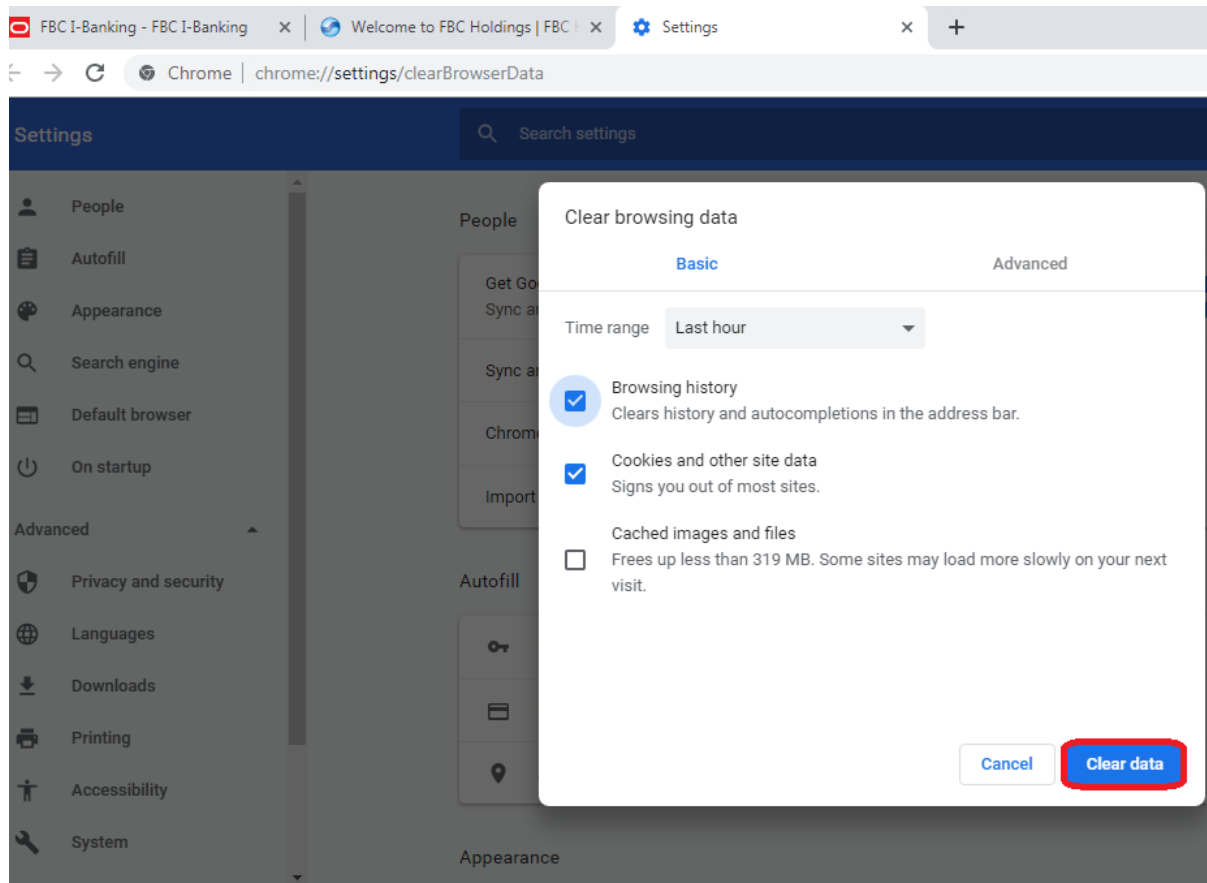 FBC I-Banking - FBC I-Banking
Welcome to FBC Holdings | FBC H
Settings
Chrome | chrome://settings/clearBrowserData
Settings
Search settings
People
Autofill
Appearance
Search engine
Default browser
On startup
Advanced
Privacy and security
Languages
Downloads
Printing
Accessibility
System
People
Get Go
Sync a
Sync a
Chrom
Import
Autofill
Appearance
Clear browsing data
Basic
Advanced
Time range
Last hour
Browsing history
Clears history and autocompletions in the address bar.
Cookies and other site data
Signs you out of most sites.
Cached images and files
Frees up less than 319 MB. Some sites may load more slowly on your next
visit.
Cancel
Clear data